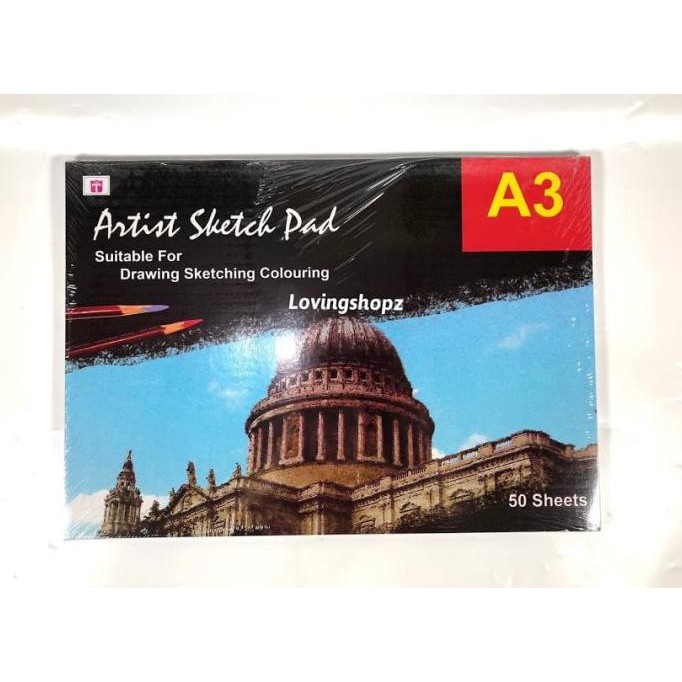 A3
Artist Sketch Pad
Suitable For
Drawing Sketching Colouring
Lovingshopz
50 Sheets